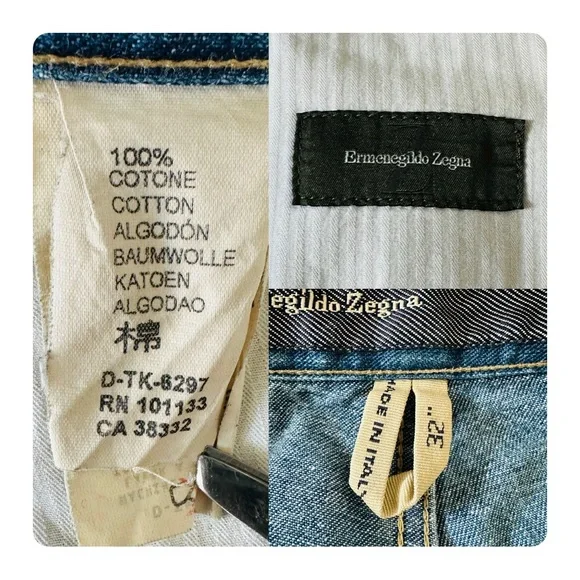 100%
COTONE
COTTON
ALGODÓN
BAUMWOLLE
KATOEN
ALGODAO
棉
D-TK-6297
RN 101133
CA 38332
Ermenegildo Zegna
egildo Zegna
MADE IN ITALY
32"